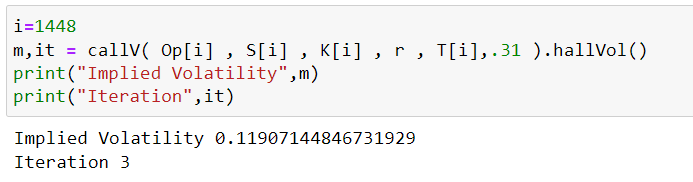 i=1448
m,it = callV( Op[i] , S[i] , K[i] , r , T[i],.31 ).hallVol()
print("Implied Volatility",m)
print("Iteration",it)
Implied Volatility 0.11907144846731929
Iteration 3